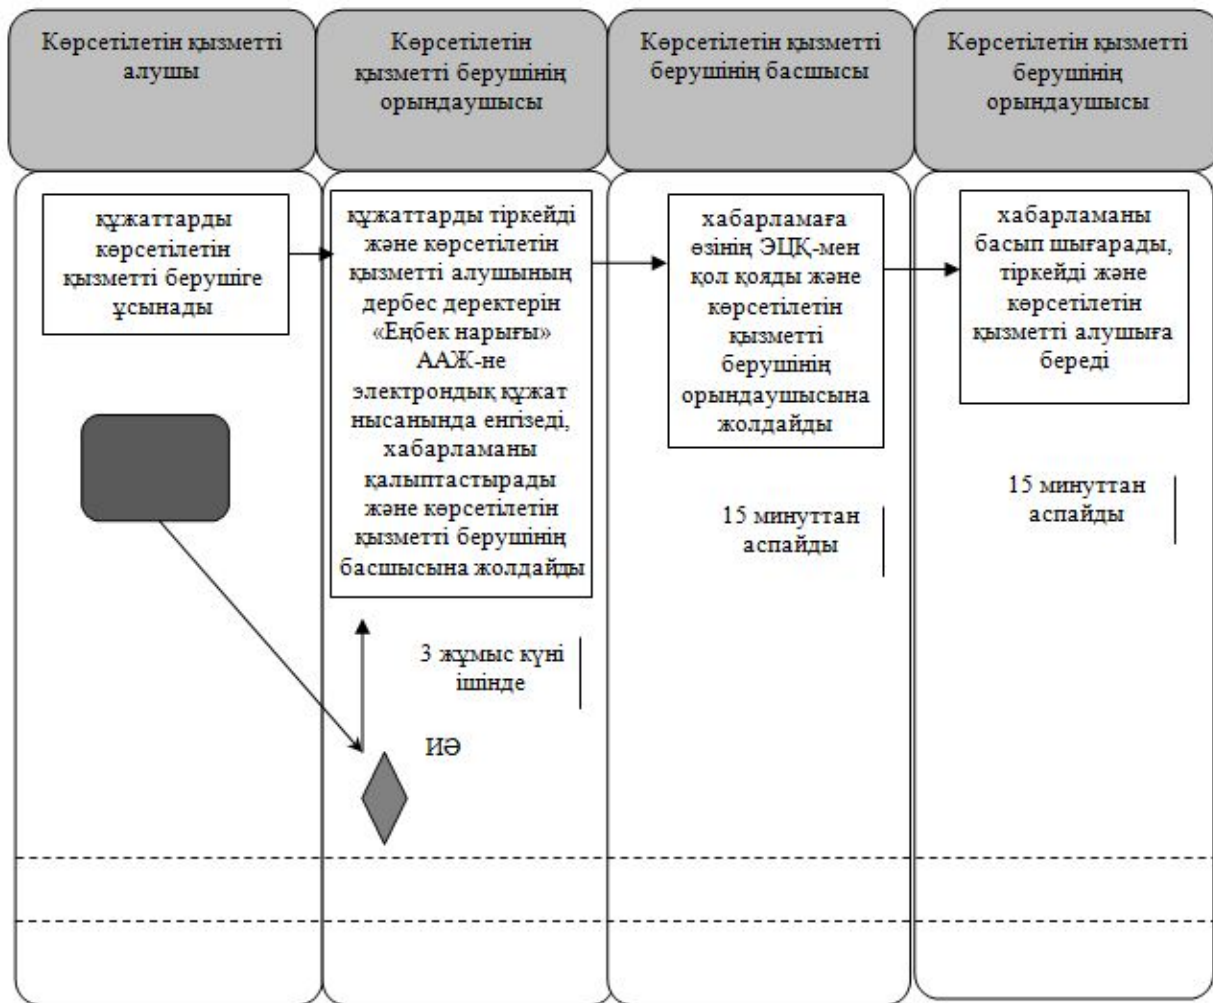 Көрсетілетін қызметті
алушы
Көрсетілетін
қызметті берушінің
орындаушысы
Көрсетілетін қызметті
берушінің басшысы
Көрсетілетін қызметті
берушінің
орындаушысы
құжаттарды
көрсетілетін
қызметті берушіге
ұсынады
құжаттарды тіркейді
және көрсетілетін
қызметті алушының
дербес деректерін
«Еңбек нарығы»
ААЖ-не
электрондық құжат
нысанында енгізеді,
хабарламаны
қалыптастырады
және көрсетілетін
қызметті берушінің
басшысына жолдайды
хабарламаға
өзінің ЭЦҚ-мен
қол қояды және
көрсетілетін
қызметті
берушінің
орындаушысына
жолдайды
хабарламаны
басып шығарады,
тіркейді және
көрсетілетін
қызметті алушыға
береді
3 жұмыс күні
ішінде
15 минуттан
аспайды
15 минуттан
аспайды
ИӘ